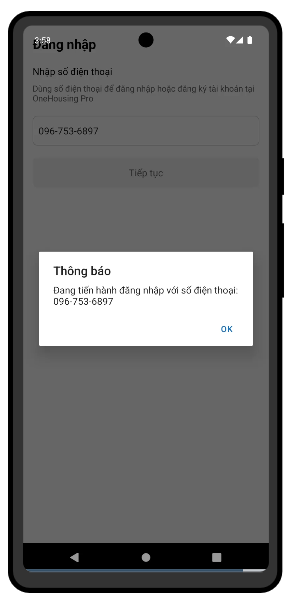 3:58
Đăng nhập
Nhập số điện thoại
Dùng số điện thoại để đăng nhập hoặc đăng ký tài khoản tại
OneHousing Pro
096-753-6897
Tiếp tục
Thông báo
Đang tiến hành đăng nhập với số điện thoại:
096-753-6897
OK